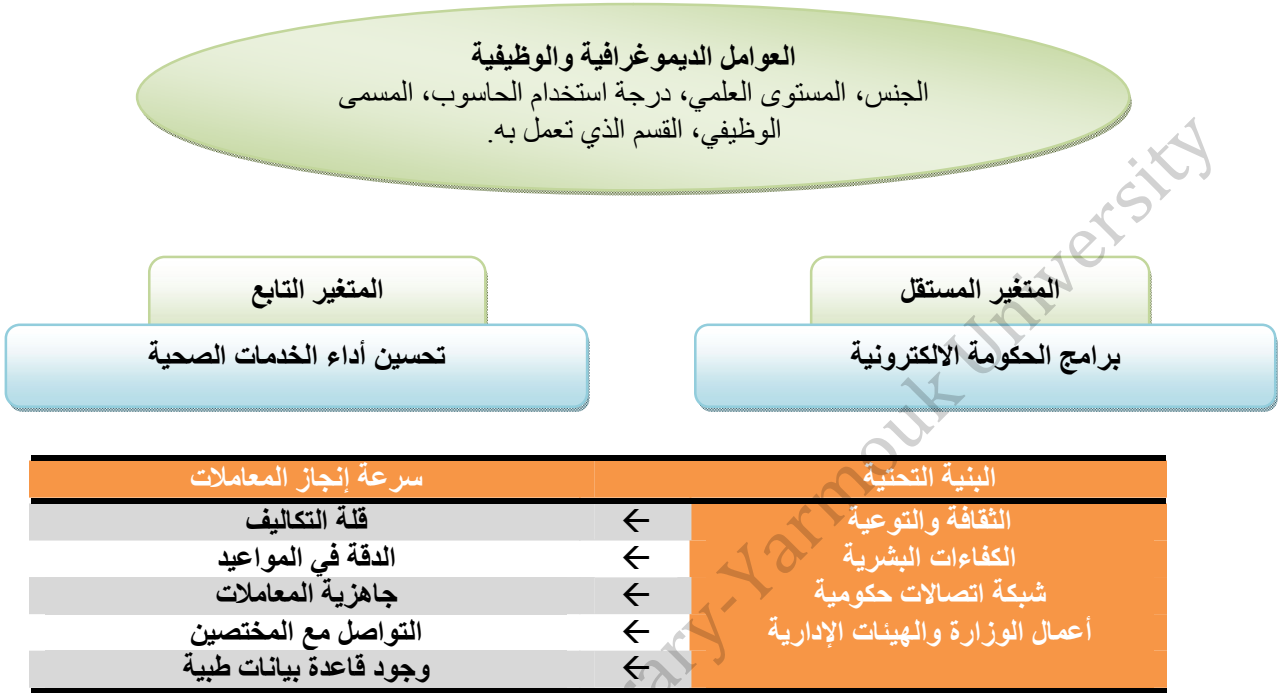 العوامل الديموغرافية والوظيفية
الجنس، المستوى العلمي، درجة استخدام الحاسوب، المسمى
الوظيفي، القسم الذي تعمل به.
المتغير المستقل
برامج الحكومة الالكترونية
المتغير التابع
تحسين أداء الخدمات الصحية
البنية التحتية سرعة إنجاز المعاملات
الثقافة والتوعية ← قلة التكاليف
الكفاءات البشرية ← الدقة في المواعيد
شبكة اتصالات حكومية ← جاهزية المعاملات
أعمال الوزارة والهيئات الإدارية ← التواصل مع المختصين
← وجود قاعدة بيانات طبية
Yarmouk University